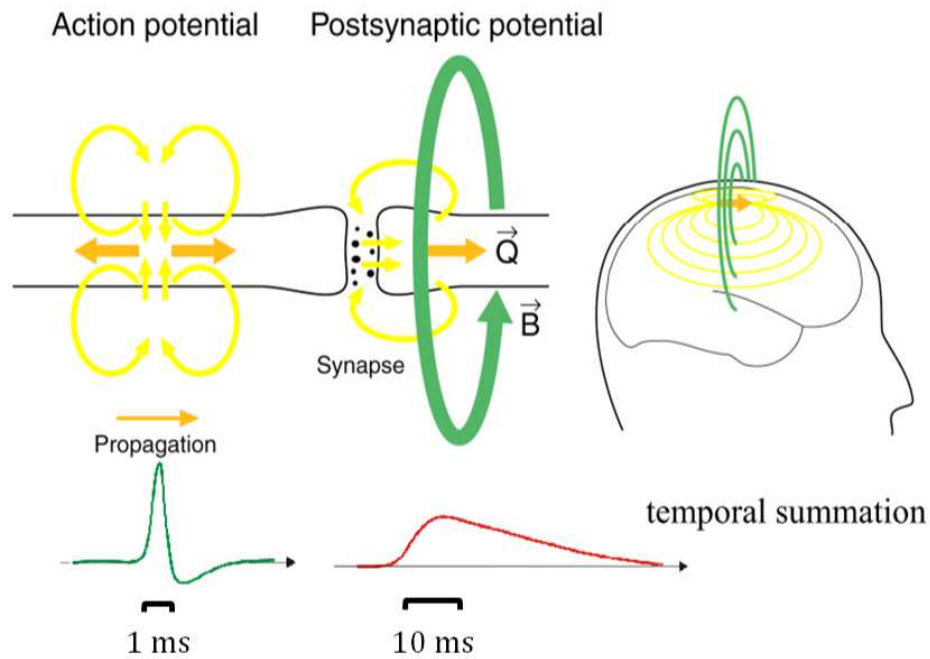 Action potential
Postsynaptic potential
Q
B
Synapse
Propagation
temporal summation
1 ms
10 ms